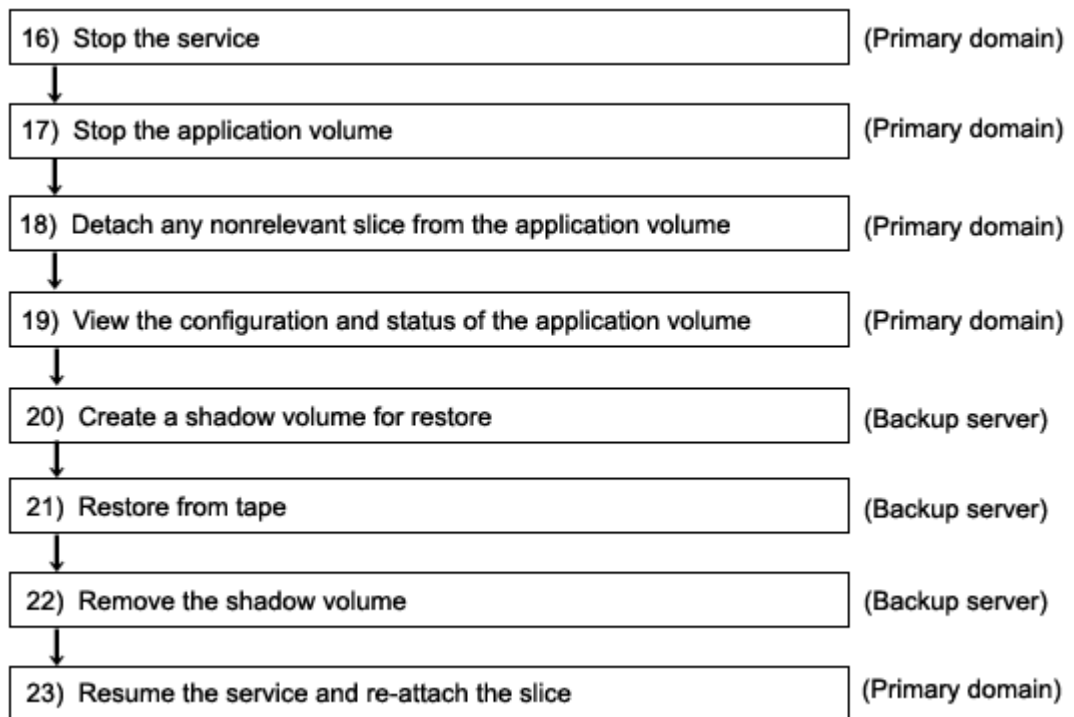 16) Stop the service (Primary domain)
17) Stop the application volume (Primary domain)
18) Detach any nonrelevant slice from the application volume (Primary domain)
19) View the configuration and status of the application volume (Primary domain)
20) Create a shadow volume for restore (Backup server)
21) Restore from tape (Backup server)
22) Remove the shadow volume (Backup server)
23) Resume the service and re-attach the slice (Primary domain)